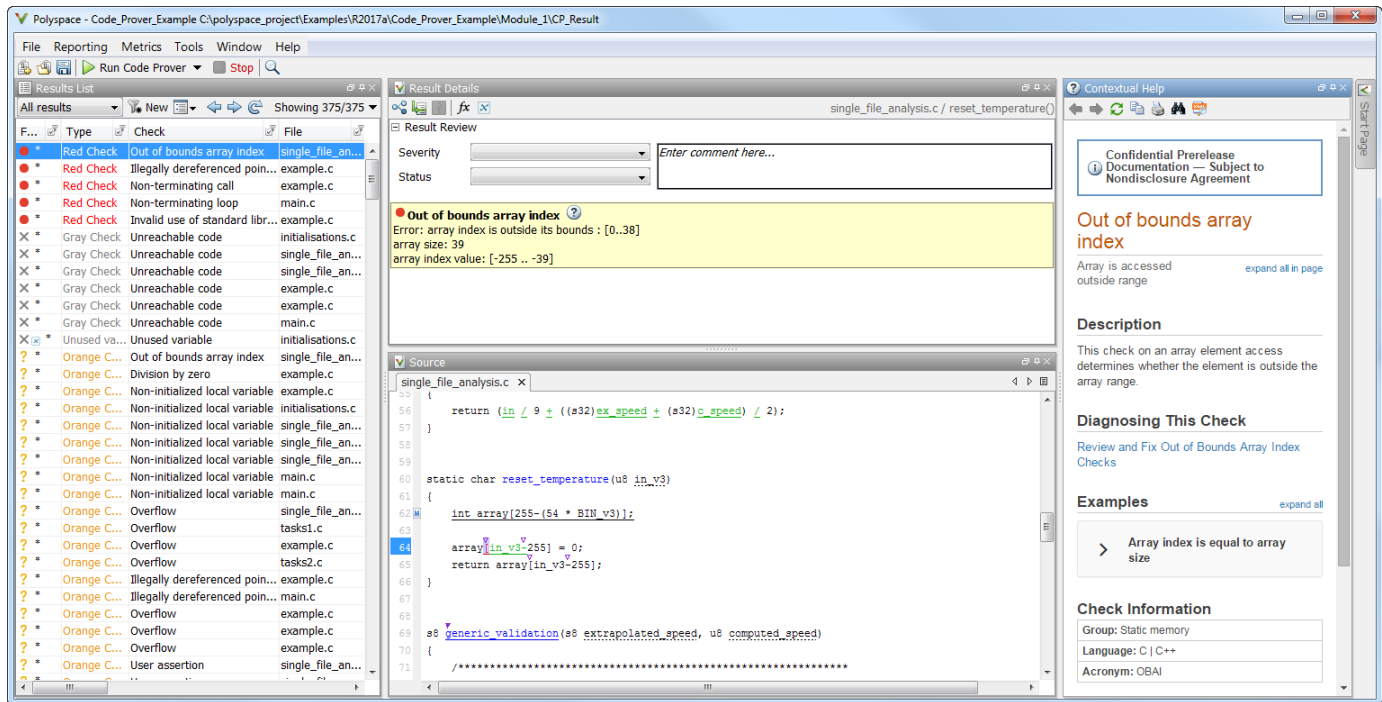 Polyspace - Code_Prover_Example C:\polyspace_project\Examples\R2017a\Code_Prover_Example\Module_1\CP_Result
File Reporting Metrics Tools Window Help
Run Code Prover Stop
Results List
All results New Showing 375/375
F... Type Check File
Red Check Out of bounds array index single_file_an...
Red Check Illegally dereferenced poin... example.c
Red Check Non-terminating call example.c
Red Check Non-terminating loop main.c
Red Check Invalid use of standard libr... example.c
Gray Check Unreachable code initialisations.c
Gray Check Unreachable code single_file_an...
Gray Check Unreachable code single_file_an...
Gray Check Unreachable code example.c
Gray Check Unreachable code example.c
Gray Check Unreachable code main.c
Unused va... Unused variable initialisations.c
? * Orange C... Out of bounds array index single_file_an...
? * Orange C... Division by zero example.c
? * Orange C... Non-initialized local variable example.c
? * Orange C... Non-initialized local variable initialisations.c
? * Orange C... Non-initialized local variable single_file_an...
? * Orange C... Non-initialized local variable single_file_an...
? * Orange C... Non-initialized local variable single_file_an...
? * Orange C... Non-initialized local variable main.c
? * Orange C... Non-initialized local variable main.c
? * Orange C... Overflow single_file_an...
? * Orange C... Overflow tasks1.c
? * Orange C... Overflow example.c
? * Orange C... Overflow tasks2.c
? * Orange C... Illegally dereferenced poin... example.c
? * Orange C... Illegally dereferenced poin... main.c
? * Orange C... Overflow example.c
? * Orange C... Overflow example.c
? * Orange C... Overflow example.c
? * Orange C... User assertion single_file_an...
Result Details
fx x single_file_analysis.c / reset_temperature()
Result Review
Severity Enter comment here...
Status
Out of bounds array index ?
Error: array index is outside its bounds : [0..38]
array size: 39
array index value: [-255 .. -39]
Source
single_file_analysis.c
55 {
56 return (in / 9 + ((s32)ex_speed + (s32)c_speed) / 2);
57 }
58
59
60 static char reset_temperature(u8 in_v3)
61 {
62 int array[255-(54 * BIN_v3)];
63
64 array[in_v3-255] = 0;
65 return array[in_v3-255];
66 }
67
68
69 s8 generic_validation(s8 extrapolated_speed, u8 computed_speed)
70 {
71 /*************************************************************
Contextual Help
Confidential Prerelease
Documentation — Subject to
Nondisclosure Agreement
Out of bounds array
index
Array is accessed
outside range
expand all in page
Description
This check on an array element access
determines whether the element is outside the
array range.
Diagnosing This Check
Review and Fix Out of Bounds Array Index
Checks
Examples expand all
Array index is equal to array
size
Check Information
Group: Static memory
Language: C | C++
Acronym: OBAI
Start Page